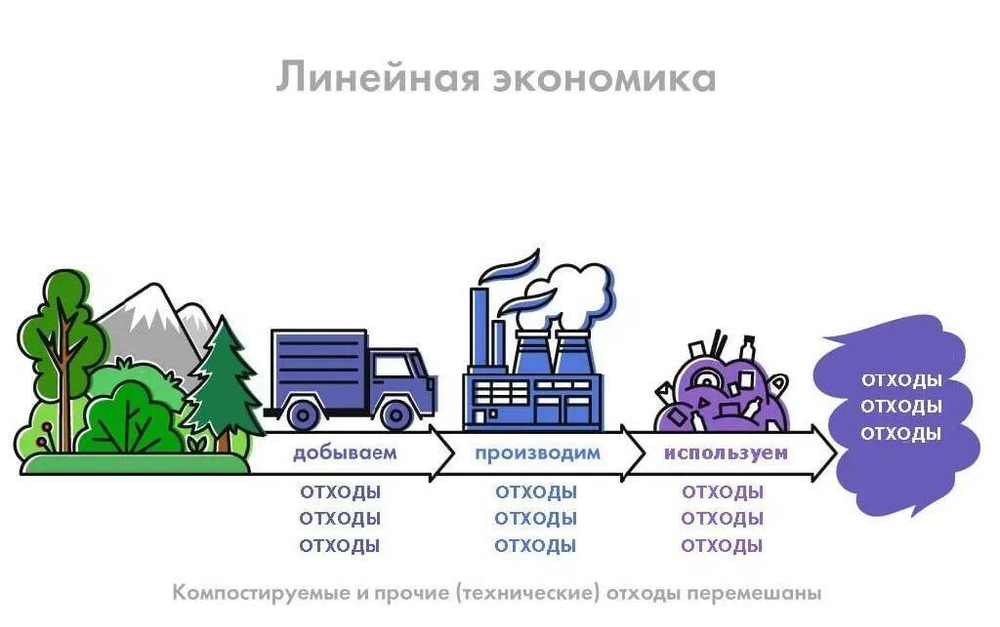 Линейная экономика
добываем
производим
используем
ОТХОДЫ
ОТХОДЫ
ОТХОДЫ
ОТХОДЫ
ОТХОДЫ
ОТХОДЫ
ОТХОДЫ
ОТХОДЫ
ОТХОДЫ
ОТХОДЫ
ОТХОДЫ
ОТХОДЫ
Компостируемые и прочие (технические) отходы перемешаны